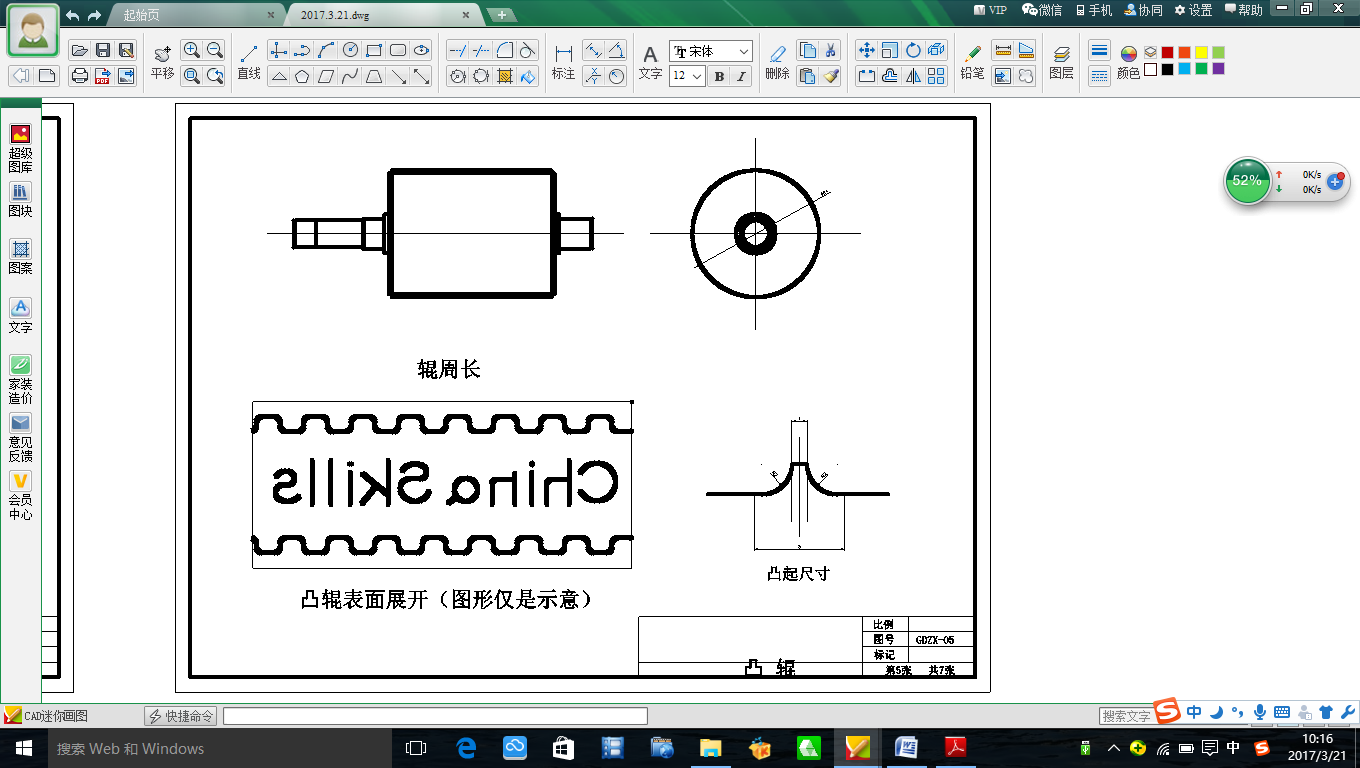 起始页
2017.3.21.dwg
VIP 微信 手机 协同 设置 帮助
平移
直线
标注
文字
宋体
12
B
I
删除
铅笔
图层
颜色
超级
图库
图块
图案
文字
家装
造价
意见
反馈
会员
中心
52%
0K/s
0K/s
辊周长
China Skills
凸辊表面展开（图形仅是示意）
凸起尺寸
比例
图号 GDZX-05
标记
凸 辊
第5张 共7张
CAD迷你画图
快捷命令
搜索文字
中
搜索 Web 和 Windows
中
10:16
2017/3/21